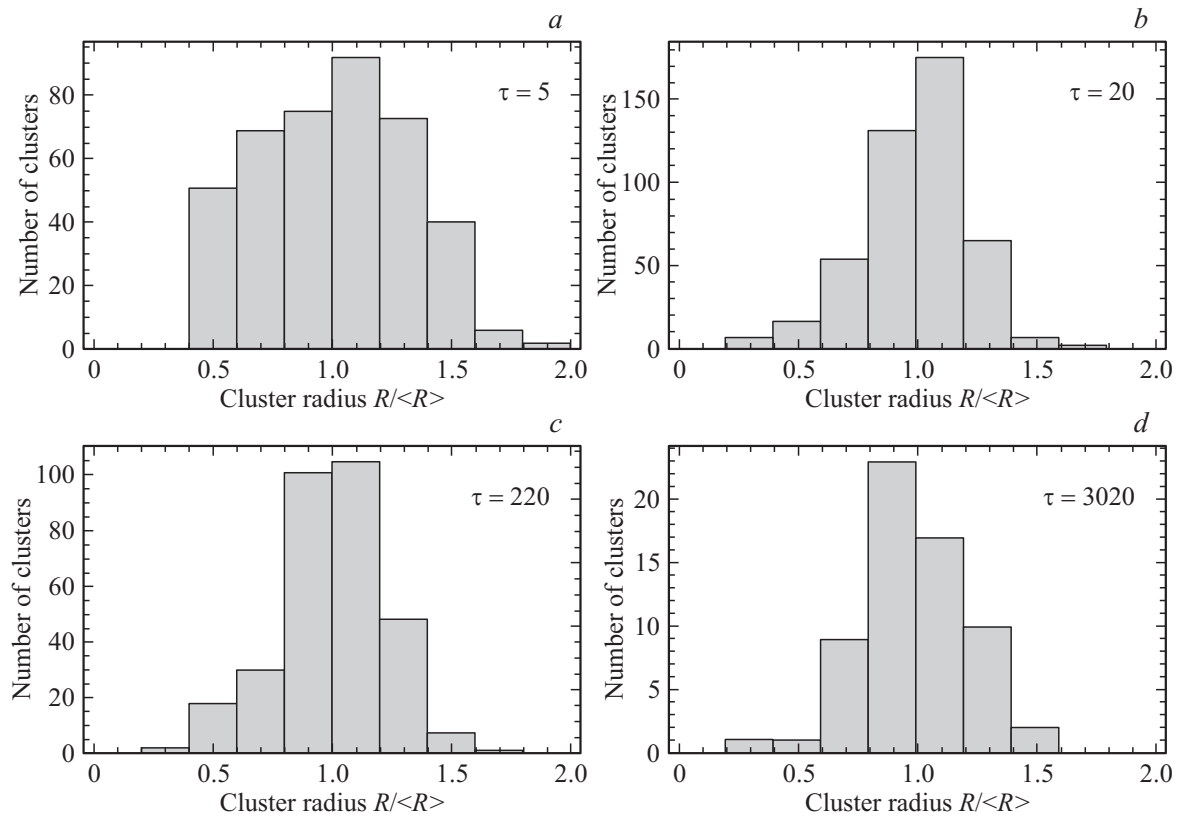 a
τ = 5
Number of clusters
80
60
40
20
0
0 0.5 1.0 1.5 2.0
Cluster radius R/<R>
b
τ = 20
Number of clusters
150
100
50
0
0 0.5 1.0 1.5 2.0
Cluster radius R/<R>
c
τ = 220
Number of clusters
100
80
60
40
20
0
0 0.5 1.0 1.5 2.0
Cluster radius R/<R>
d
τ = 3020
Number of clusters
20
15
10
5
0
0 0.5 1.0 1.5 2.0
Cluster radius R/<R>